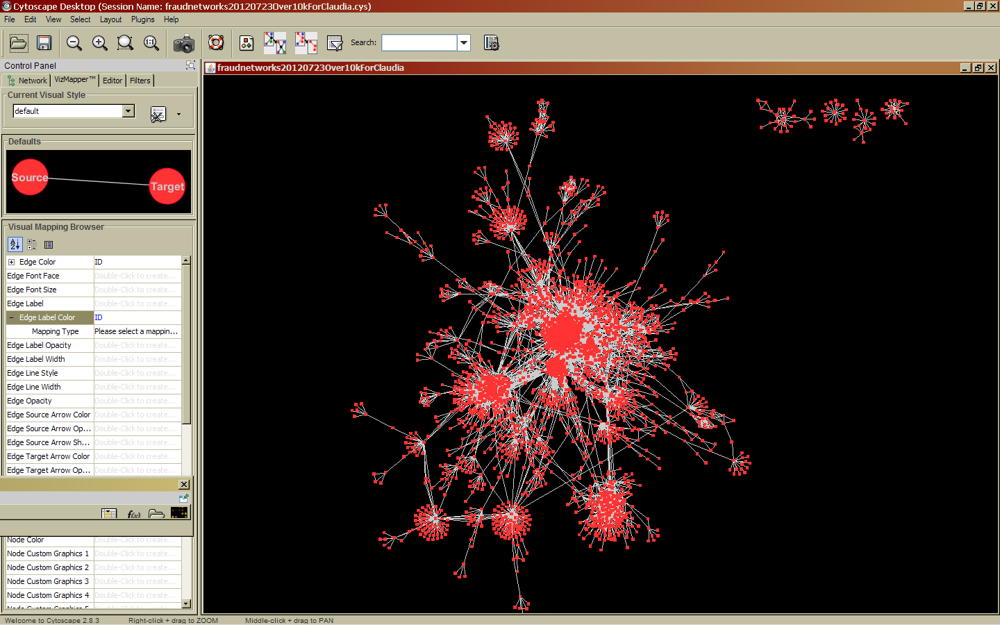 Cytoscape Desktop (Session Name: fraudnetworks20120723Over10kForClaudia.cys)
File Edit View Select Layout Plugins Help
1:1 Search:
Control Panel
Network VizMapper™ Editor Filters
Current Visual Style
default
Defaults
Source Target
Visual Mapping Browser
Edge Color ID
Edge Font Face Double-Click to create...
Edge Font Size Double-Click to create...
Edge Label Double-Click to create...
Edge Label Color ID
Mapping Type Please select a mappin...
Edge Label Opacity Double-Click to create...
Edge Label Width Double-Click to create...
Edge Line Style Double-Click to create...
Edge Line Width Double-Click to create...
Edge Opacity Double-Click to create...
Edge Source Arrow Color Double-Click to create...
Edge Source Arrow Op... Double-Click to create...
Edge Source Arrow Sh... Double-Click to create...
Edge Target Arrow Color Double-Click to create...
Edge Target Arrow Op... Double-Click to create...
f(x)
Node Color Double-Click to create...
Node Custom Graphics 1 Double-Click to create...
Node Custom Graphics 2 Double-Click to create...
Node Custom Graphics 3 Double-Click to create...
Node Custom Graphics 4 Double-Click to create...
fraudnetworks20120723Over10kForClaudia
Welcome to Cytoscape 2.8.3 Right-click + drag to ZOOM Middle-click + drag to PAN